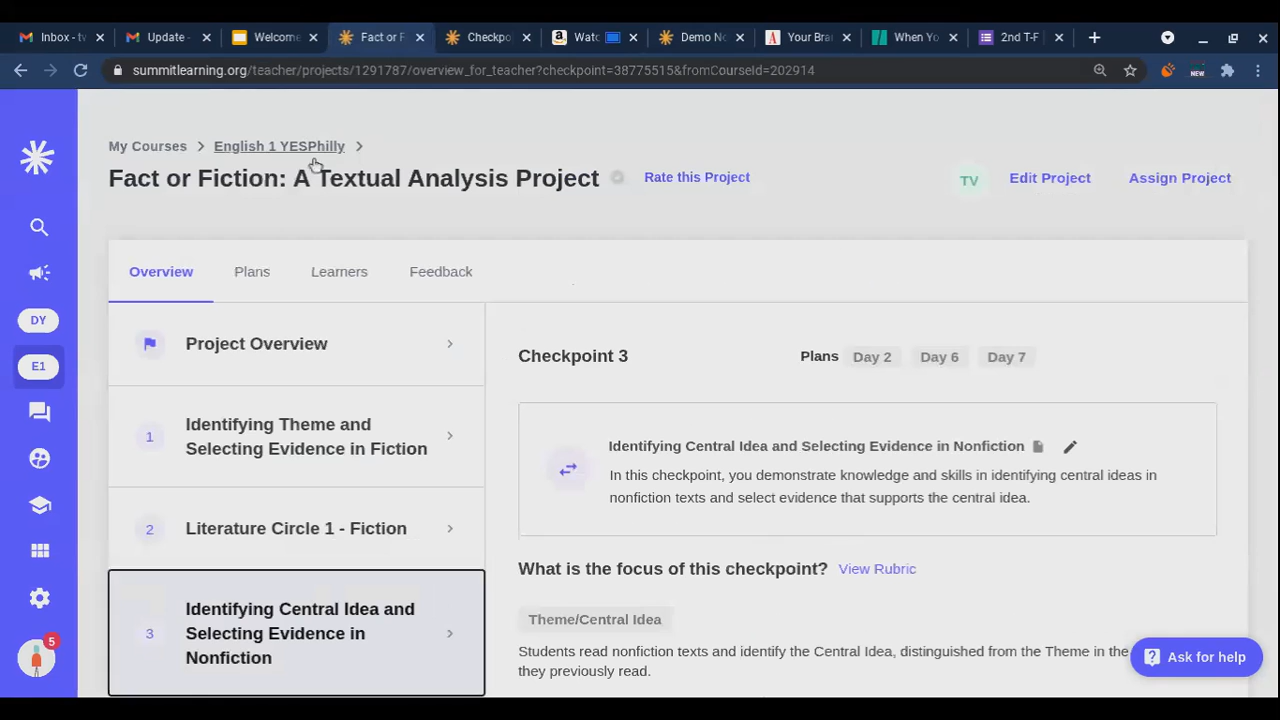 Inbox - tv
Update -
Welcome
Fact or F
Checkpo
Watc
Demo No
Your Bra
When Yo
2nd T-F
summitlearning.org/teacher/projects/1291787/overview_for_teacher?checkpoint=38775515&fromCourseId=202914
NEW
My Courses > English 1 YESPhilly >
Fact or Fiction: A Textual Analysis Project
Rate this Project
TV
Edit Project
Assign Project
DY
E1
5
Overview
Plans
Learners
Feedback
Project Overview
1
Identifying Theme and
Selecting Evidence in Fiction
2
Literature Circle 1 - Fiction
3
Identifying Central Idea and
Selecting Evidence in
Nonfiction
Checkpoint 3
Plans Day 2 Day 6 Day 7
Identifying Central Idea and Selecting Evidence in Nonfiction
In this checkpoint, you demonstrate knowledge and skills in identifying central ideas in
nonfiction texts and select evidence that supports the central idea.
What is the focus of this checkpoint? View Rubric
Theme/Central Idea
Students read nonfiction texts and identify the Central Idea, distinguished from the Theme in the
they previously read.
Ask for help